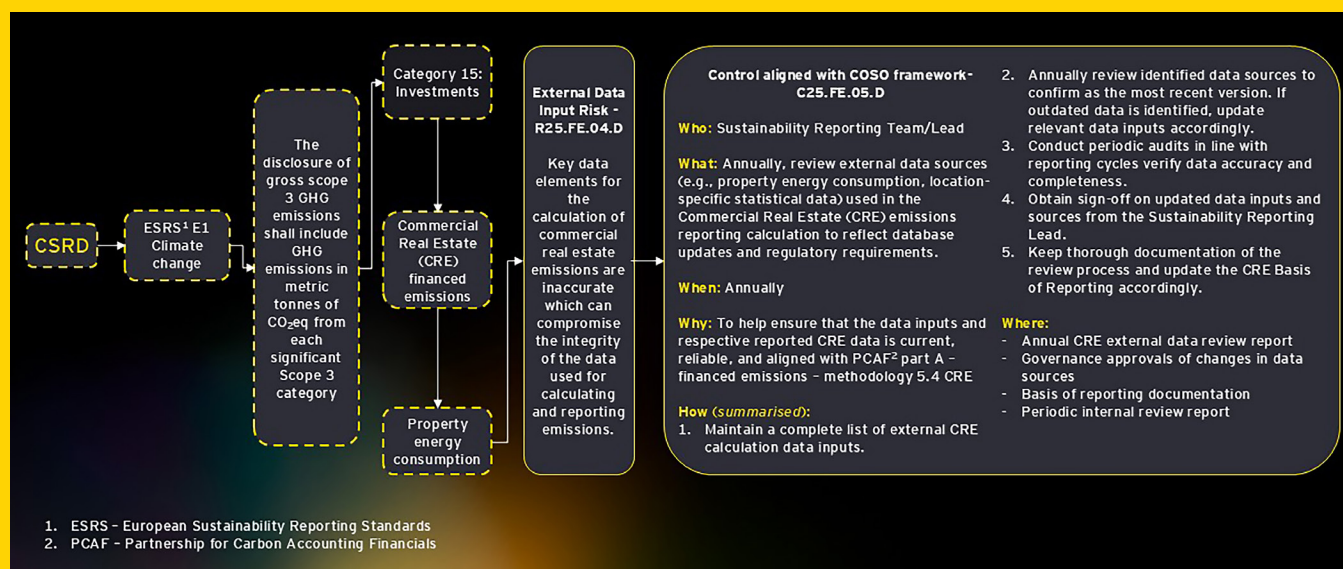 CSRD
ESRS¹ E1
Climate
change
The
disclosure of
gross scope
3 GHG
emissions
shall include
GHG
emissions in
metric
tonnes of
CO₂eq from
each
significant
Scope 3
category
Category 15:
Investments
Commercial
Real Estate
(CRE)
financed
emissions
Property
energy
consumption
External Data
Input Risk -
R25.FE.04.D
Key data
elements for
the
calculation of
commercial
real estate
emissions are
inaccurate
which can
compromise
the integrity
of the data
used for
calculating
and reporting
emissions.
Control aligned with COSO framework-
C25.FE.05.D
Who: Sustainability Reporting Team/Lead
What: Annually, review external data sources
(e.g., property energy consumption, location-
specific statistical data) used in the
Commercial Real Estate (CRE) emissions
reporting calculation to reflect database
updates and regulatory requirements.
When: Annually
Why: To help ensure that the data inputs and
respective reported CRE data is current,
reliable, and aligned with PCAF² part A –
financed emissions – methodology 5.4 CRE
How (summarised):
1. Maintain a complete list of external CRE
calculation data inputs.
2. Annually review identified data sources to
confirm as the most recent version. If
outdated data is identified, update
relevant data inputs accordingly.
3. Conduct periodic audits in line with
reporting cycles verify data accuracy and
completeness.
4. Obtain sign-off on updated data inputs and
sources from the Sustainability Reporting
Lead.
5. Keep thorough documentation of the
review process and update the CRE Basis
of Reporting accordingly.
Where:
- Annual CRE external data review report
- Governance approvals of changes in data
sources
- Basis of reporting documentation
- Periodic internal review report
1. ESRS – European Sustainability Reporting Standards
2. PCAF – Partnership for Carbon Accounting Financials